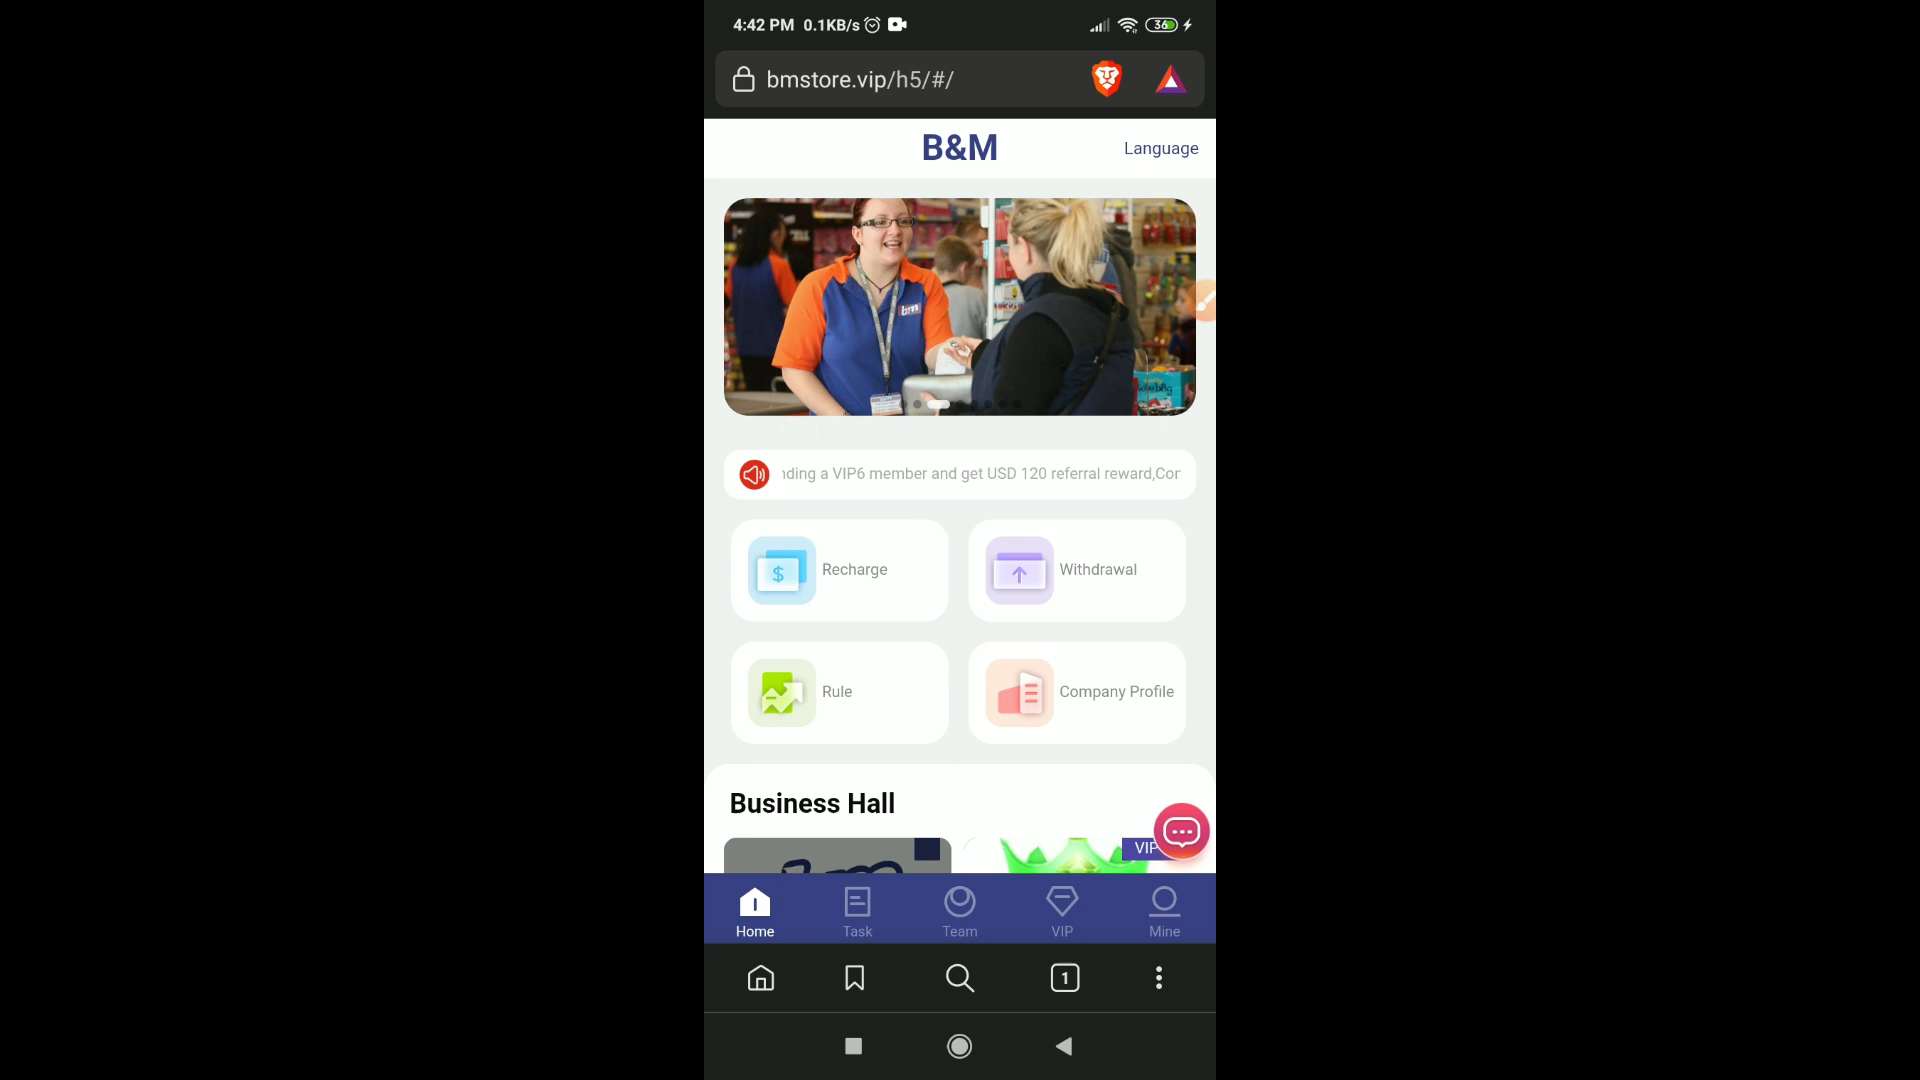 4:42 PM 0.1KB/s
36
bmstore.vip/h5/#/
B&M
Language
bm
ding a VIP6 member and get USD 120 referral reward,Cor
Recharge
Withdrawal
Rule
Company Profile
Business Hall
VIP
Home
Task
Team
VIP
Mine
1